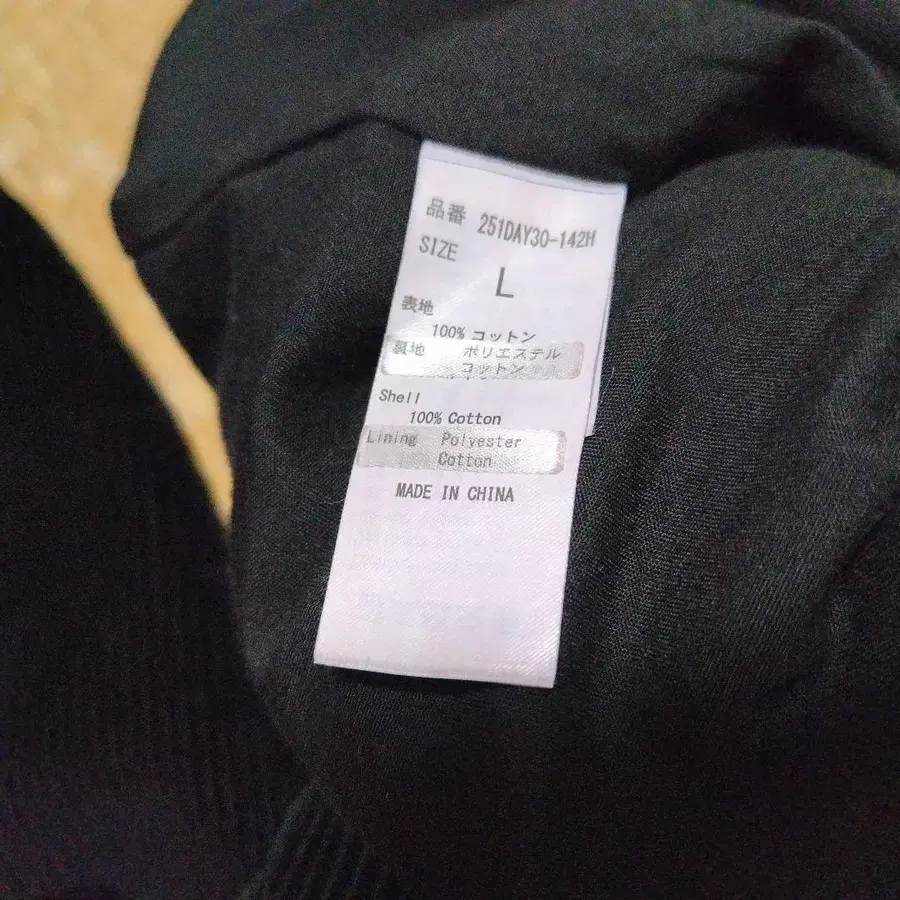 品番 251DAY30-142H
SIZE
L
表地
100% コットン
裏地 ポリエステル
コットン
Shell
100% Cotton
Lining Polyester
Cotton
MADE IN CHINA